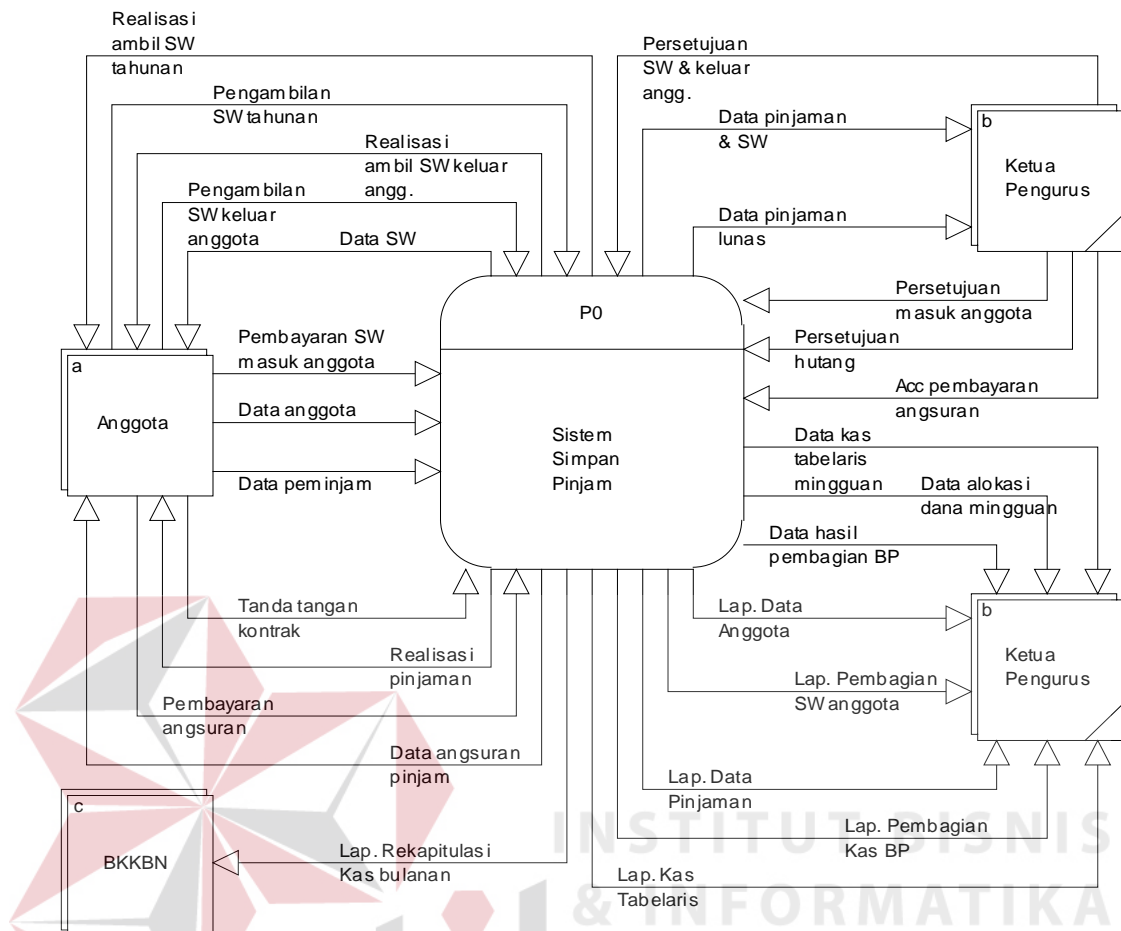 Realisasi
ambil SW
tahunan
Pengambilan
SW tahunan
Realisasi
ambil SW keluar
angg.
Pengambilan
SW keluar
anggota
Data SW
Persetujuan
SW & keluar
angg.
Data pinjaman
& SW
Data pinjaman
lunas
b
Ketua
Pengurus
Persetujuan
masuk anggota
Persetujuan
hutang
Acc pembayaran
angsuran
P0
Sistem
Simpan
Pinjam
a
Anggota
Pembayaran SW
masuk anggota
Data anggota
Data peminjam
Data kas
tabelaris
mingguan
Data alokasi
dana mingguan
Data hasil
pembagian BP
Tanda tangan
kontrak
Realisasi
pinjaman
Pembayaran
angsuran
Data angsuran
pinjam
Lap. Data
Anggota
Lap. Pembagian
SW anggota
b
Ketua
Pengurus
Lap. Data
Pinjaman
Lap. Pembagian
Kas BP
Lap. Kas
Tabelaris
c
BKKBN
Lap. Rekapitulasi
Kas bulanan
INSTITUT BISNIS
& INFORMATIKA